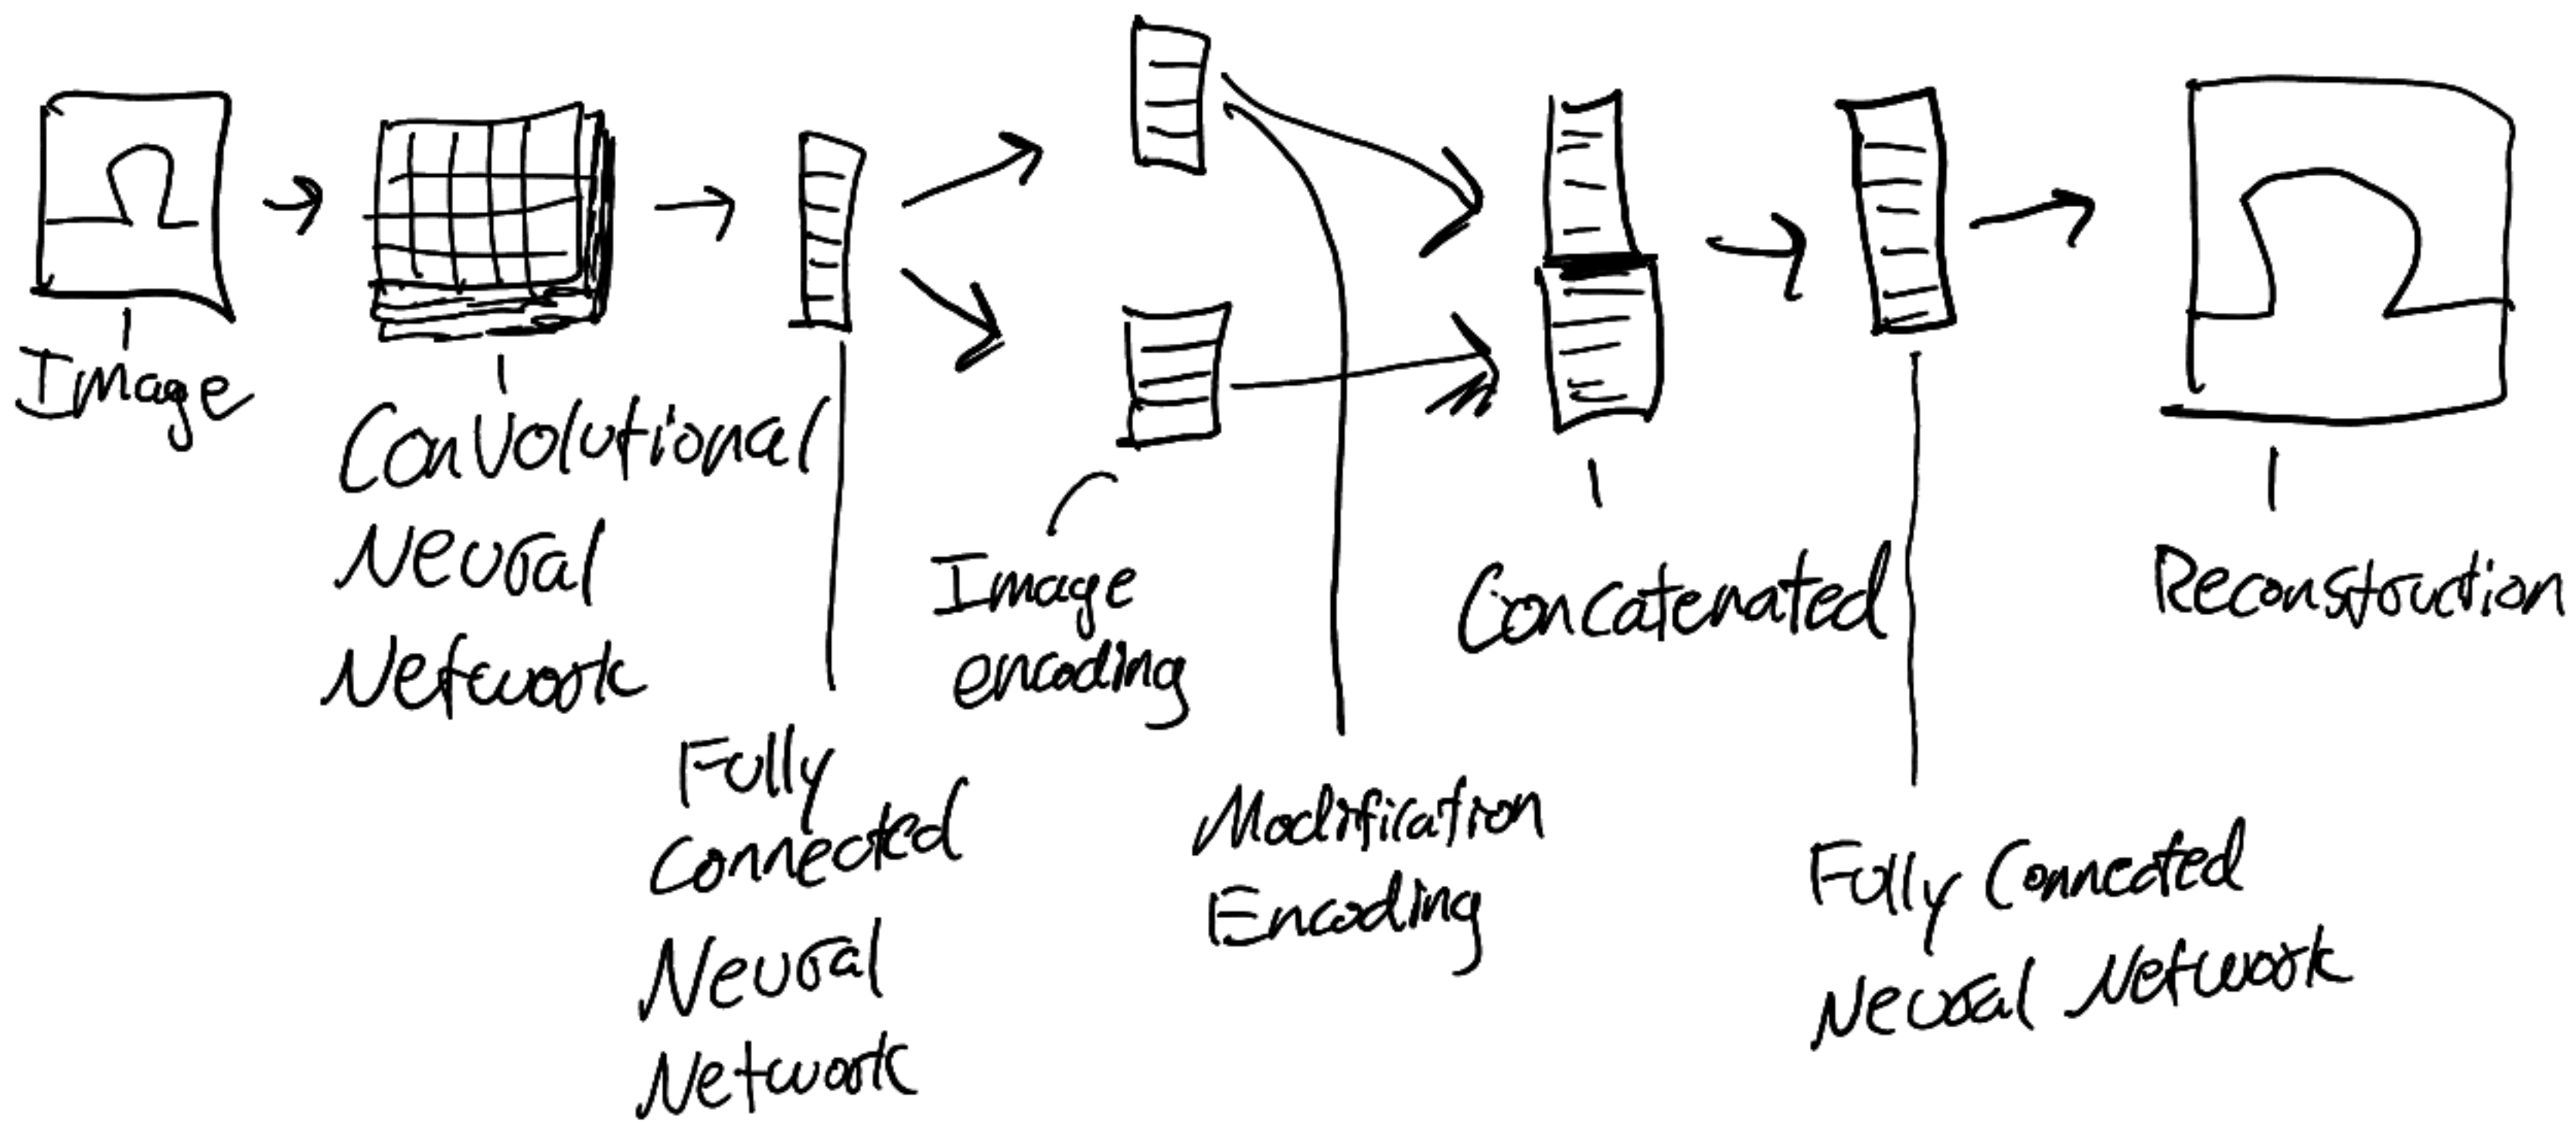 Image
Convolutional
Neural
Network
Fully
Connected
Neural
Network
Image
encoding
Modification
Encoding
Concatenated
Fully Connected
Neural Network
Reconstruction